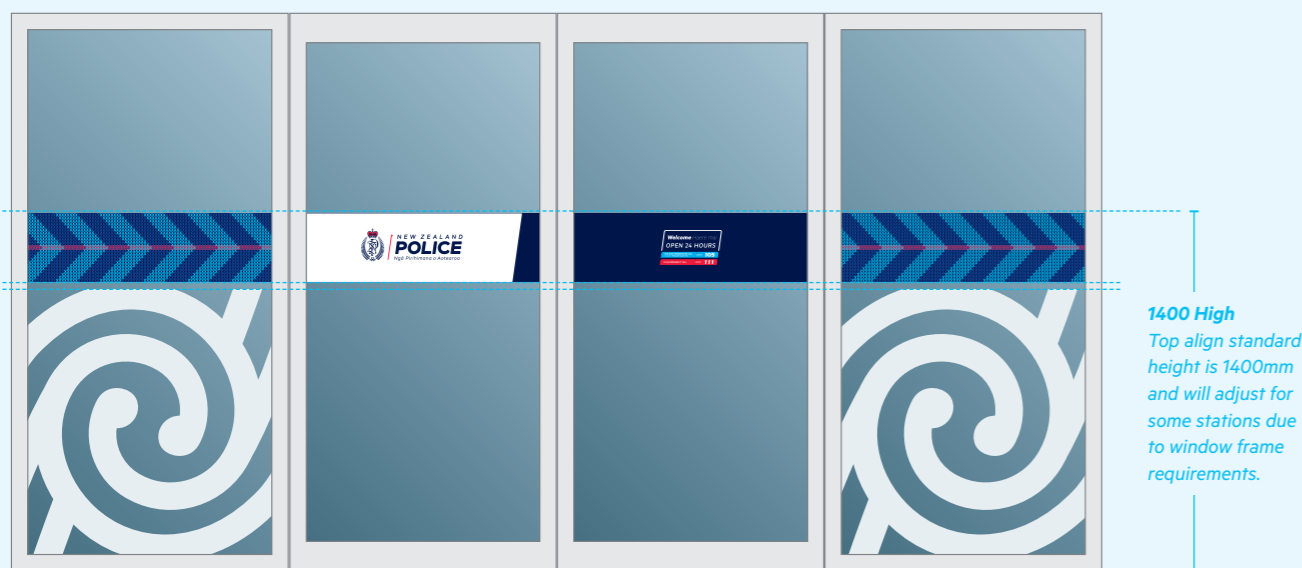 NEW ZEALAND
POLICE
Ngā Pirihimana o Aotearoa
Welcome
OPEN 24 HOURS
105
111
1400 High
Top align standard
height is 1400mm
and will adjust for
some stations due
to window frame
requirements.